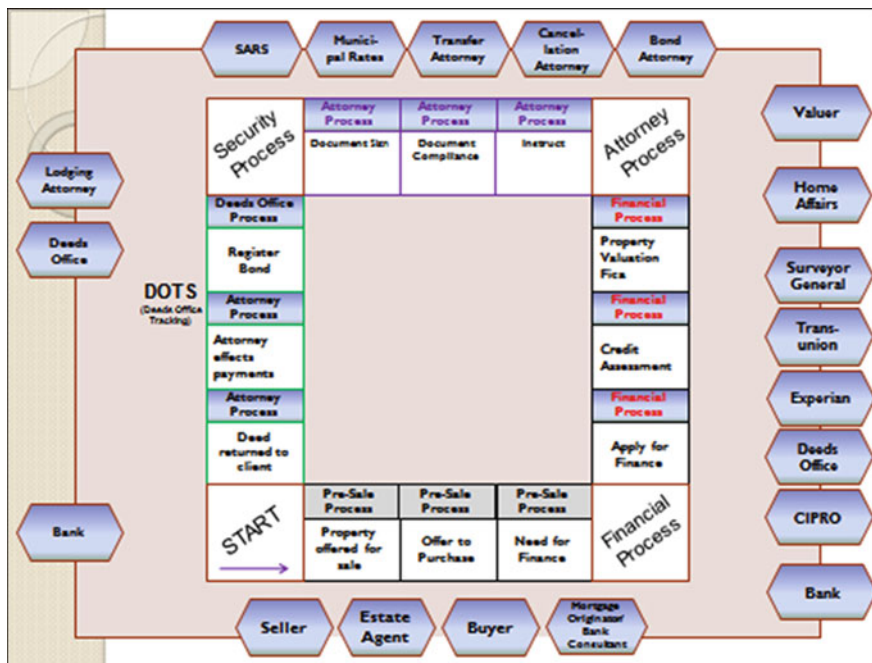 SARS
Munici-
pal Rates
Transfer
Attorney
Cancel-
lation
Attorney
Bond
Attorney
Valuer
Home
Affairs
Surveyor
General
Trans-
union
Experian
Deeds
Office
CIPRO
Bank
Lodging
Attorney
Deeds
Office
DOTS
(Deeds Office
Tracking)
Bank
Security
Process
Attorney
Process
Document Sign
Attorney
Process
Document
Compliance
Attorney
Process
Instruct
Attorney
Process
Deeds Office
Process
Register
Bond
Attorney
Process
Attorney
effects
payments
Attorney
Process
Deed
returned to
client
Financial
Process
Property
Valuation
Fica
Financial
Process
Credit
Assessment
Financial
Process
Apply for
Finance
START
Pre-Sale
Process
Property
offered for
sale
Pre-Sale
Process
Offer to
Purchase
Pre-Sale
Process
Need for
Finance
Financial
Process
Seller
Estate
Agent
Buyer
Mortgage
Originator/
Bank
Consultant